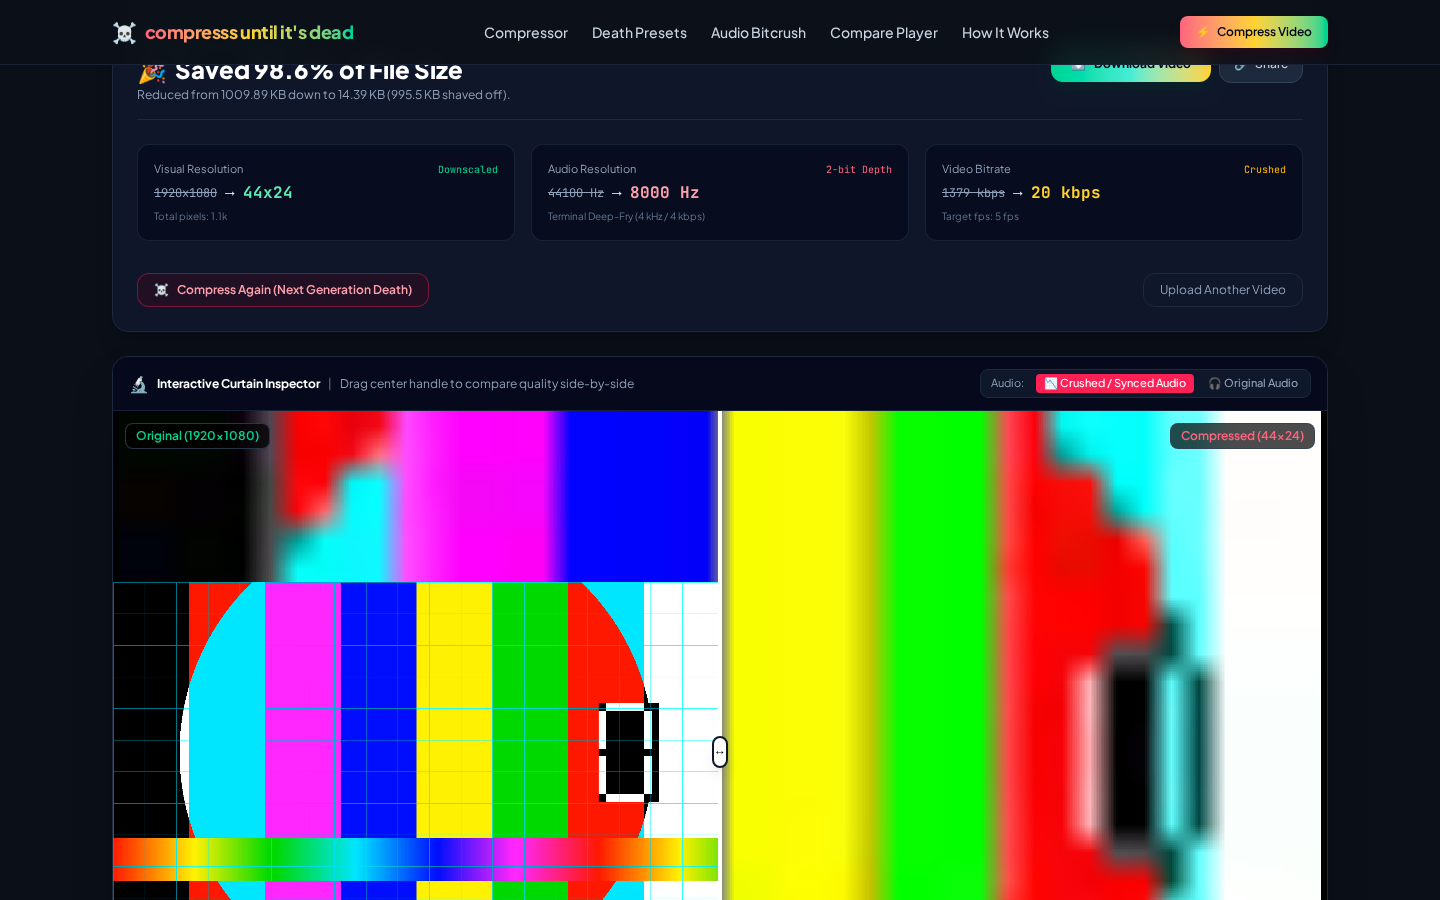 ☠️ compresss until it's dead
Compressor
Death Presets
Audio Bitcrush
Compare Player
How It Works
⚡ Compress Video
🎉 Saved 98.6% of File Size
Download Video
Share
Reduced from 1009.89 KB down to 14.39 KB (995.5 KB shaved off).
Visual Resolution
Downscaled
1920x1080 → 44x24
Total pixels: 1.1k
Audio Resolution
2-bit Depth
44100 Hz → 8000 Hz
Terminal Deep-Fry (4 kHz / 4 kbps)
Video Bitrate
Crushed
1379 kbps → 20 kbps
Target fps: 5 fps
☠️ Compress Again (Next Generation Death)
Upload Another Video
🔬 Interactive Curtain Inspector | Drag center handle to compare quality side-by-side
Audio:
📉 Crushed / Synced Audio
🎧 Original Audio
Original (1920×1080)
Compressed (44×24)
↔